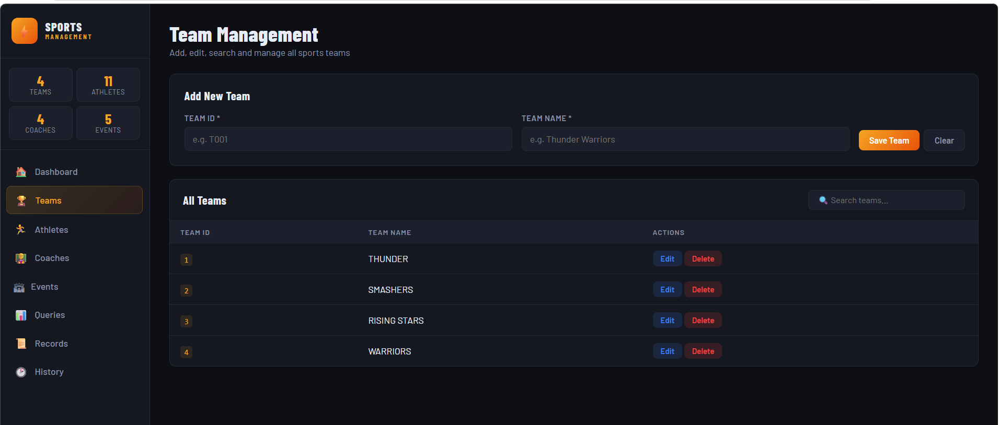 SPORTS
MANAGEMENT
4
TEAMS
11
ATHLETES
4
COACHES
5
EVENTS
Dashboard
Teams
Athletes
Coaches
Events
Queries
Records
History
Team Management
Add, edit, search and manage all sports teams
Add New Team
TEAM ID *
TEAM NAME *
e.g. T001
e.g. Thunder Warriors
Save Team
Clear
All Teams
Search teams...
TEAM ID TEAM NAME ACTIONS
1 THUNDER Edit Delete
2 SMASHERS Edit Delete
3 RISING STARS Edit Delete
4 WARRIORS Edit Delete